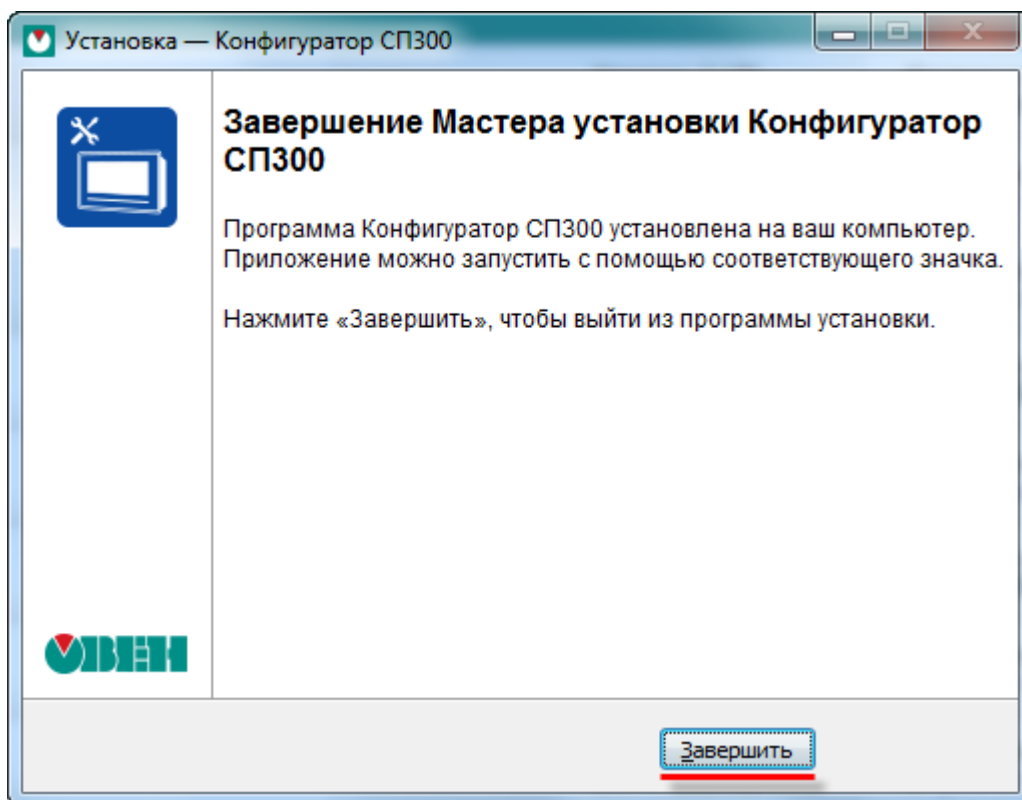 Установка — Конфигуратор СП300
Завершение Мастера установки Конфигуратор
СП300
Программа Конфигуратор СП300 установлена на ваш компьютер.
Приложение можно запустить с помощью соответствующего значка.
Нажмите «Завершить», чтобы выйти из программы установки.
ОВЕН
Завершить